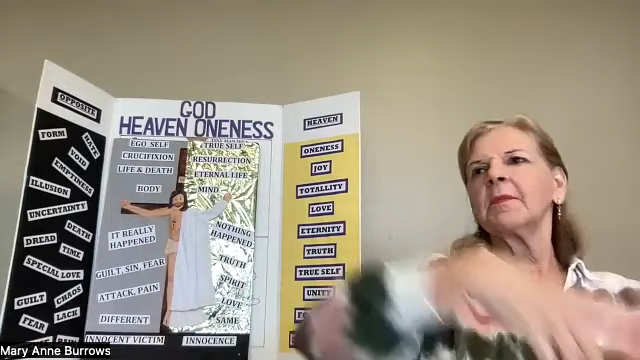 OPPOSITE
FORM
HATE
VOID
EMPTINESS
ILLUSION
UNCERTAINTY
DEATH
DREAD
TIME
SPECIAL LOVE
GUILT
CHAOS
LACK
FEAR
GOD
HEAVEN ONENESS
EGO SELF
CRUCIFIXION
LIFE & DEATH
BODY
IT REALLY
HAPPENED
GUILT, SIN, FEAR
ATTACK, PAIN
DIFFERENT
INNOCENT VICTIM
TRUE SELF
RESURRECTION
ETERNAL LIFE
MIND
NOTHING
HAPPENED
TRUTH
SPIRIT
LOVE
SAME
INNOCENCE
HEAVEN
ONENESS
JOY
TOTALLITY
LOVE
ETERNITY
TRUTH
TRUE SELF
Mary Anne Burrows